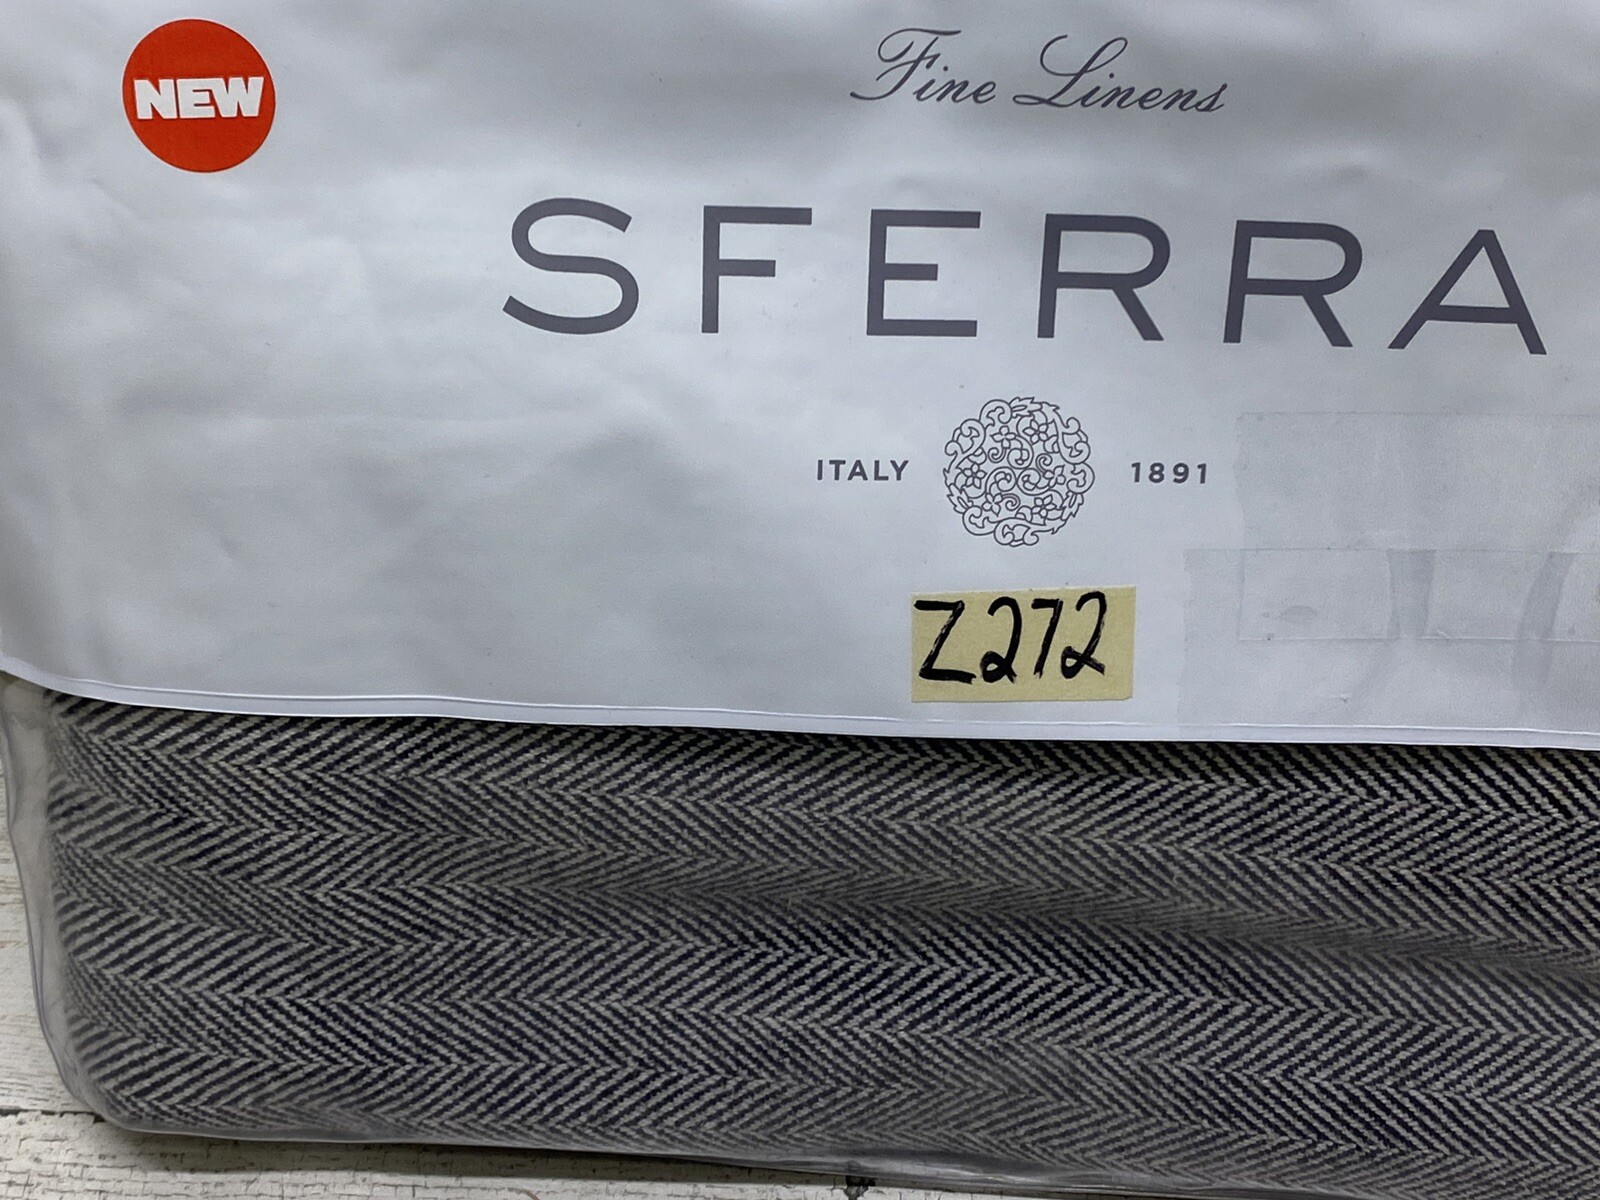 NEW
Fine Linens
SFERRA
ITALY 1891
Z272